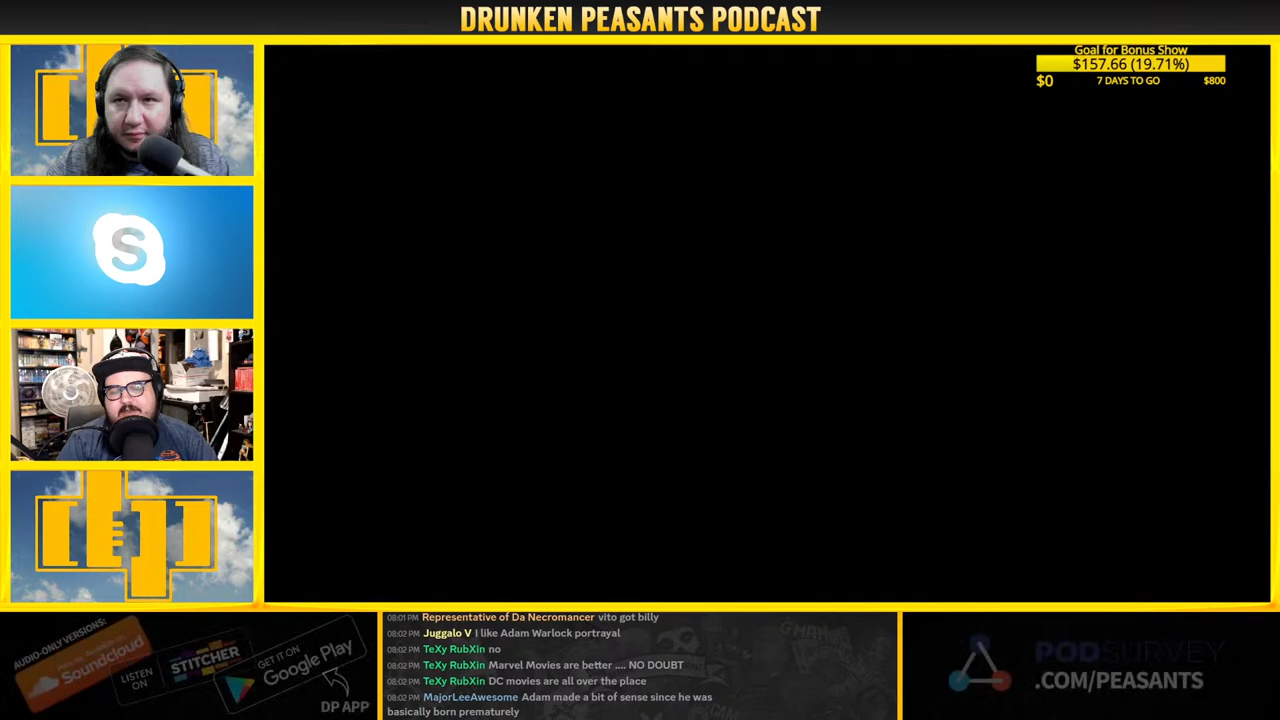 DRUNKEN PEASANTS PODCAST
Goal for Bonus Show
$157.66 (19.71%)
$0 7 DAYS TO GO $800
S
08:01 PM Representative of Da Necromancer vito got billy
08:02 PM Juggalo V I like Adam Warlock portrayal
08:02 PM TeXy RubXin no
08:02 PM TeXy RubXin Marvel Movies are better .... NO DOUBT
08:02 PM TeXy RubXin DC movies are all over the place
08:02 PM MajorLeeAwesome Adam made a bit of sense since he was
basically born prematurely
AUDIO-ONLY VERSIONS:
Soundcloud
LISTEN ON
STITCHER
GET IT ON
Google Play
DP APP
PODSURVEY
.COM/PEASANTS